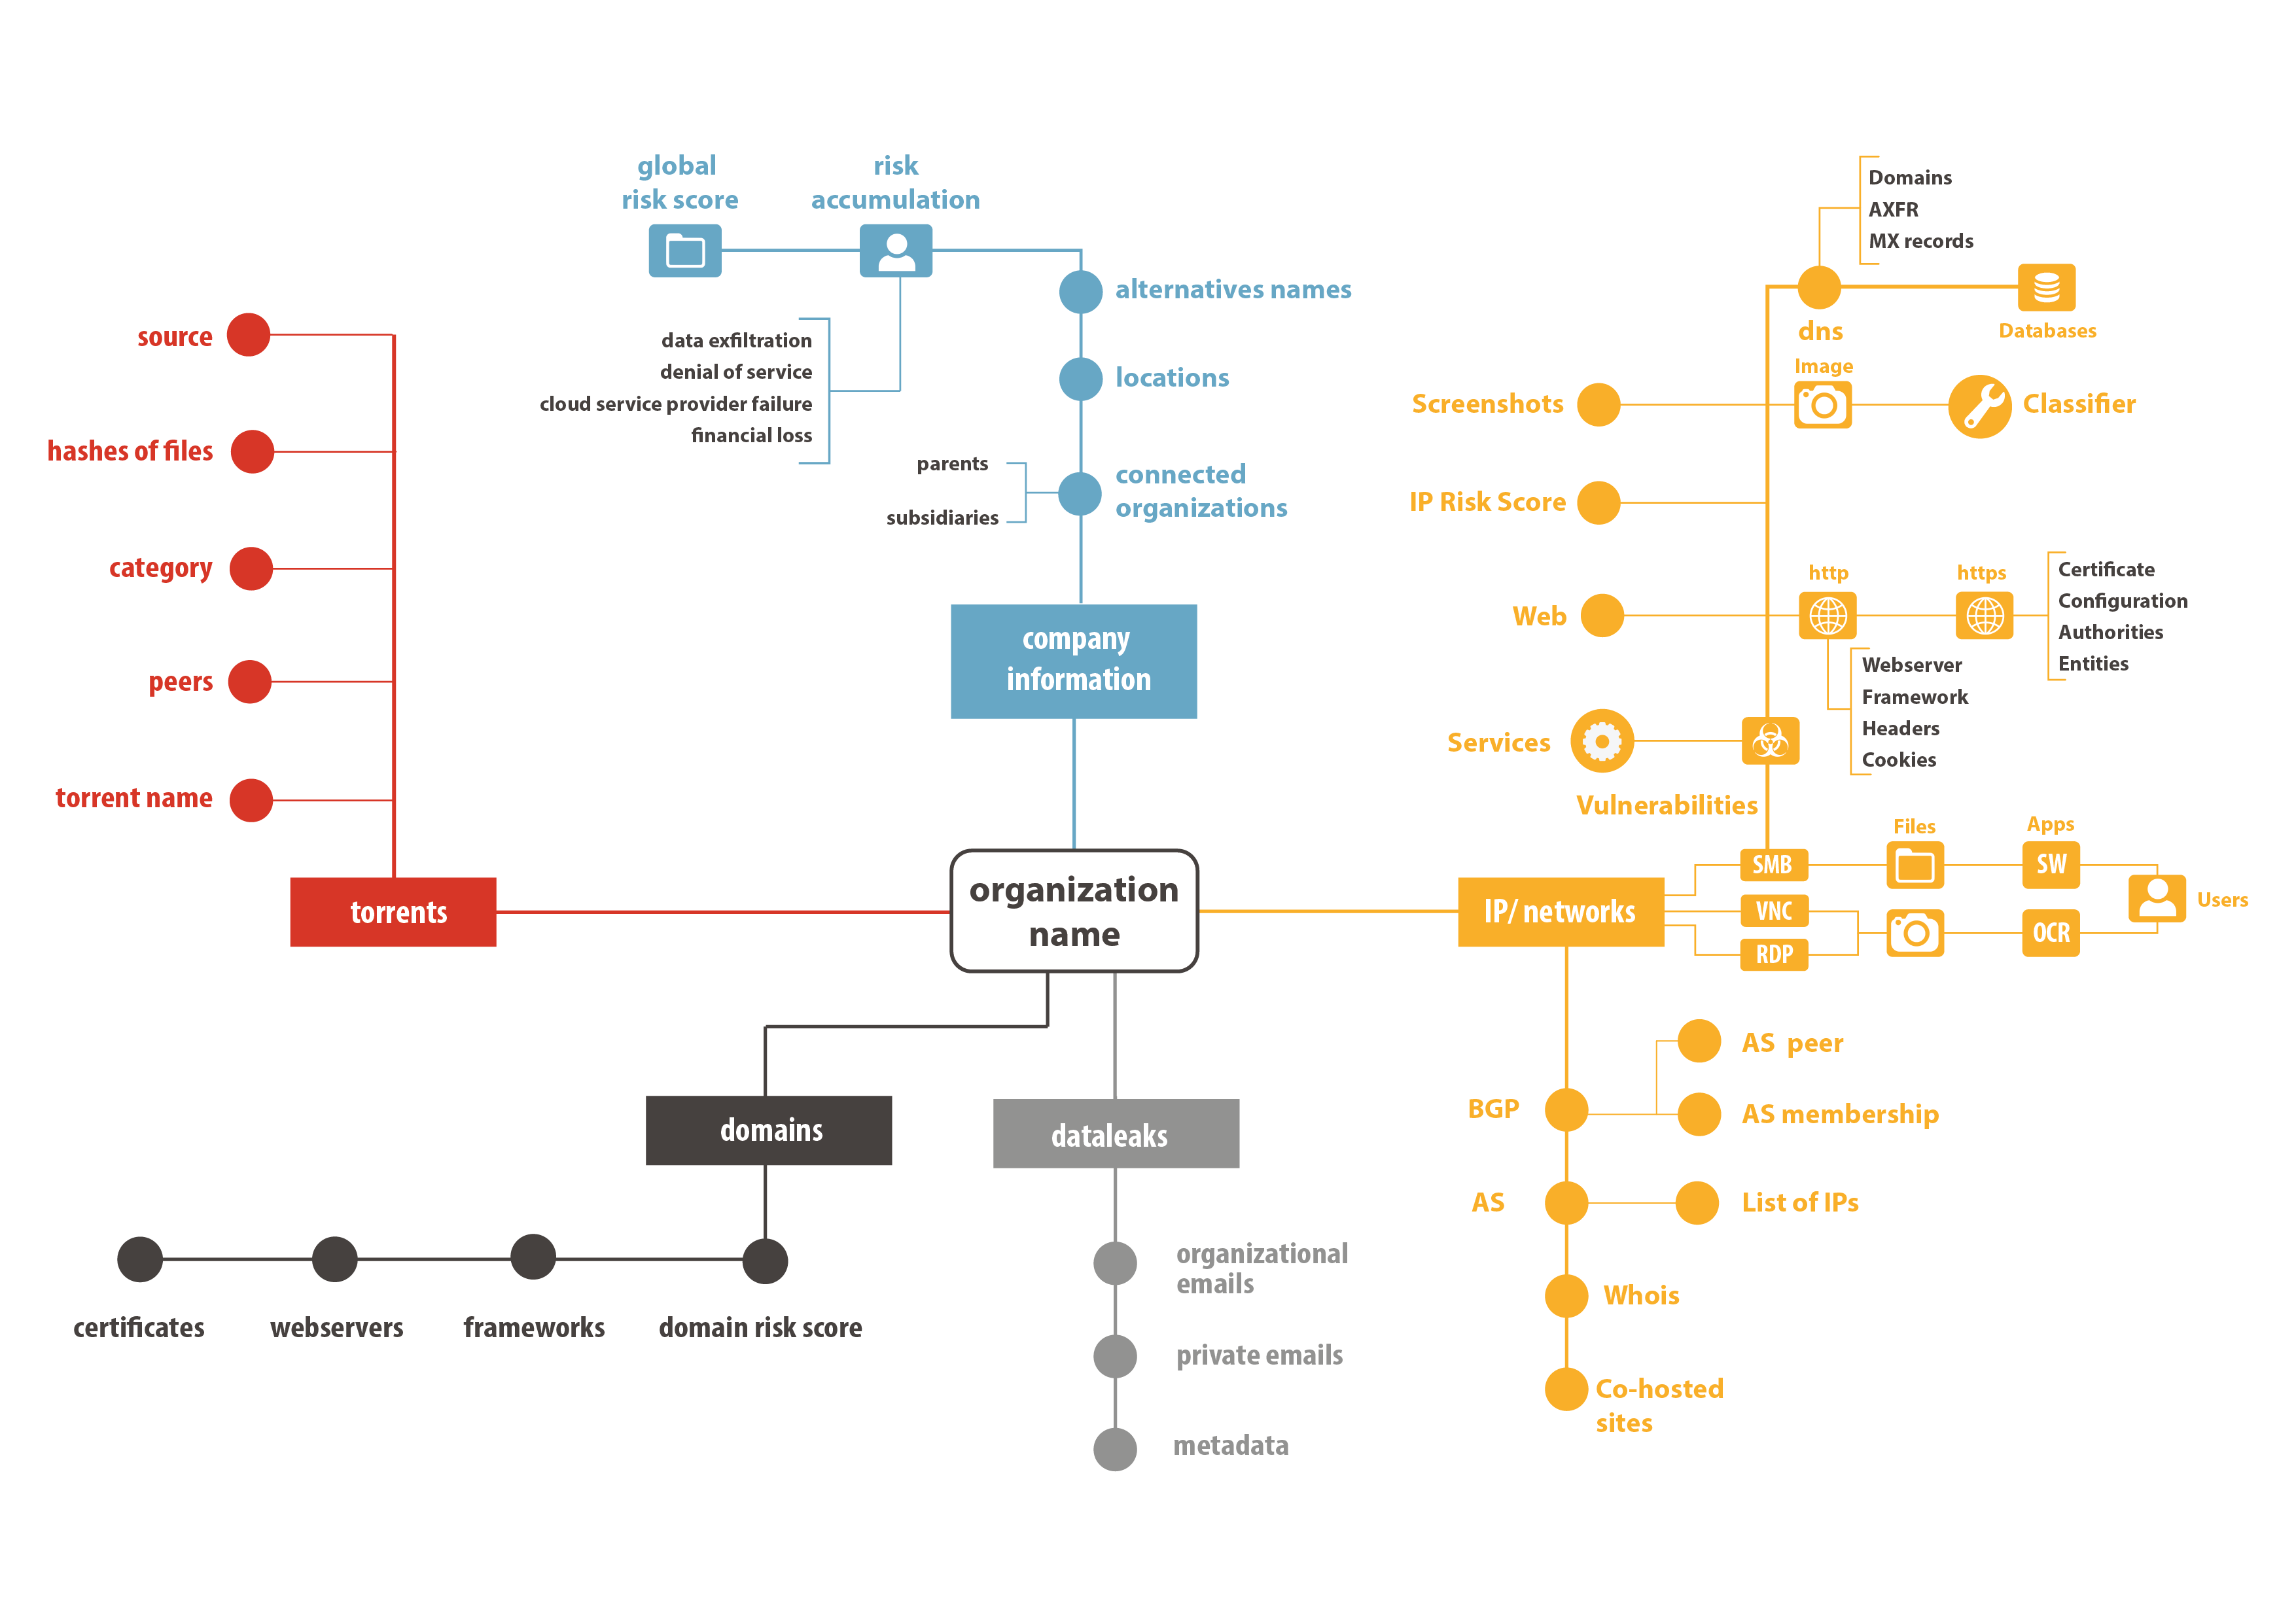 global
risk score
risk
accumulation
data exfiltration
denial of service
cloud service provider failure
financial loss
alternatives names
locations
parents
subsidiaries
connected
organizations
company
information
source
hashes of files
category
peers
torrent name
torrents
organization
name
domains
certificates
webservers
frameworks
domain risk score
dataleaks
organizational
emails
private emails
metadata
Domains
AXFR
MX records
dns
Databases
Screenshots
Image
Classifier
IP Risk Score
Web
http
https
Certificate
Configuration
Authorities
Entities
Webserver
Framework
Headers
Cookies
Services
Vulnerabilities
IP/ networks
SMB
VNC
RDP
Files
Apps
SW
OCR
Users
BGP
AS peer
AS membership
AS
List of IPs
Whois
Co-hosted
sites